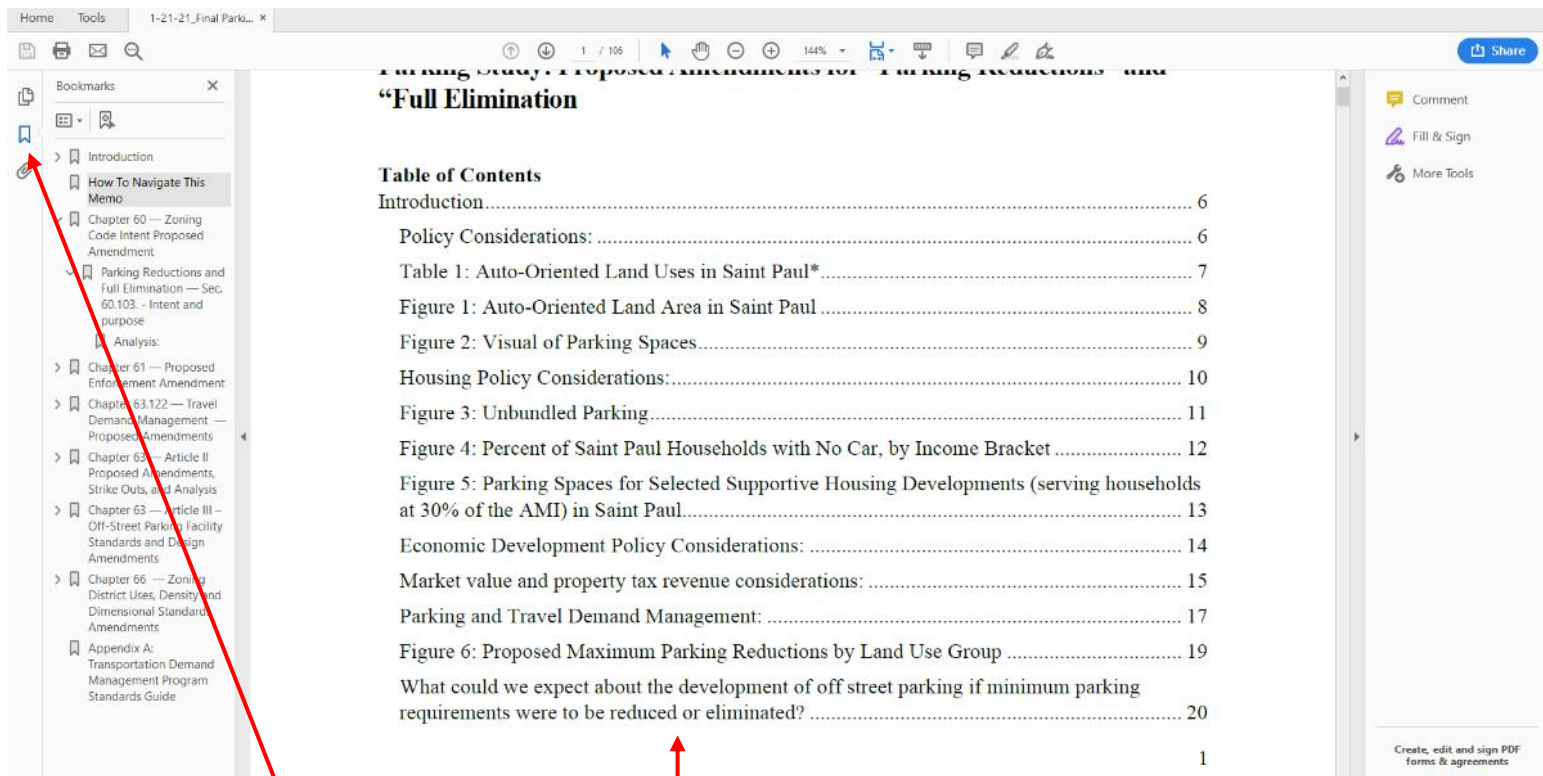 Home Tools 1-21-21_Final Parki... ×
1 / 106 144% Share
Bookmarks ×
Introduction
How To Navigate This
Memo
Chapter 60 — Zoning
Code Intent Proposed
Amendment
Parking Reductions and
Full Elimination — Sec.
60.103. - Intent and
purpose
Analysis:
Chapter 61 — Proposed
Enforcement Amendment
Chapter 63.122 — Travel
Demand Management —
Proposed Amendments
Chapter 63 — Article II
Proposed Amendments,
Strike Outs, and Analysis
Chapter 63 — Article III –
Off-Street Parking Facility
Standards and Design
Amendments
Chapter 66 — Zoning
District Uses, Density and
Dimensional Standards
Amendments
Appendix A:
Transportation Demand
Management Program
Standards Guide
Parking Study: Proposed Amendments for “Parking Reductions” and
“Full Elimination
Table of Contents
Introduction 6
Policy Considerations: 6
Table 1: Auto-Oriented Land Uses in Saint Paul* 7
Figure 1: Auto-Oriented Land Area in Saint Paul 8
Figure 2: Visual of Parking Spaces 9
Housing Policy Considerations: 10
Figure 3: Unbundled Parking 11
Figure 4: Percent of Saint Paul Households with No Car, by Income Bracket 12
Figure 5: Parking Spaces for Selected Supportive Housing Developments (serving households
at 30% of the AMI) in Saint Paul 13
Economic Development Policy Considerations: 14
Market value and property tax revenue considerations: 15
Parking and Travel Demand Management: 17
Figure 6: Proposed Maximum Parking Reductions by Land Use Group 19
What could we expect about the development of off street parking if minimum parking
requirements were to be reduced or eliminated? 20
1
Comment
Fill & Sign
More Tools
Create, edit and sign PDF
forms & agreements